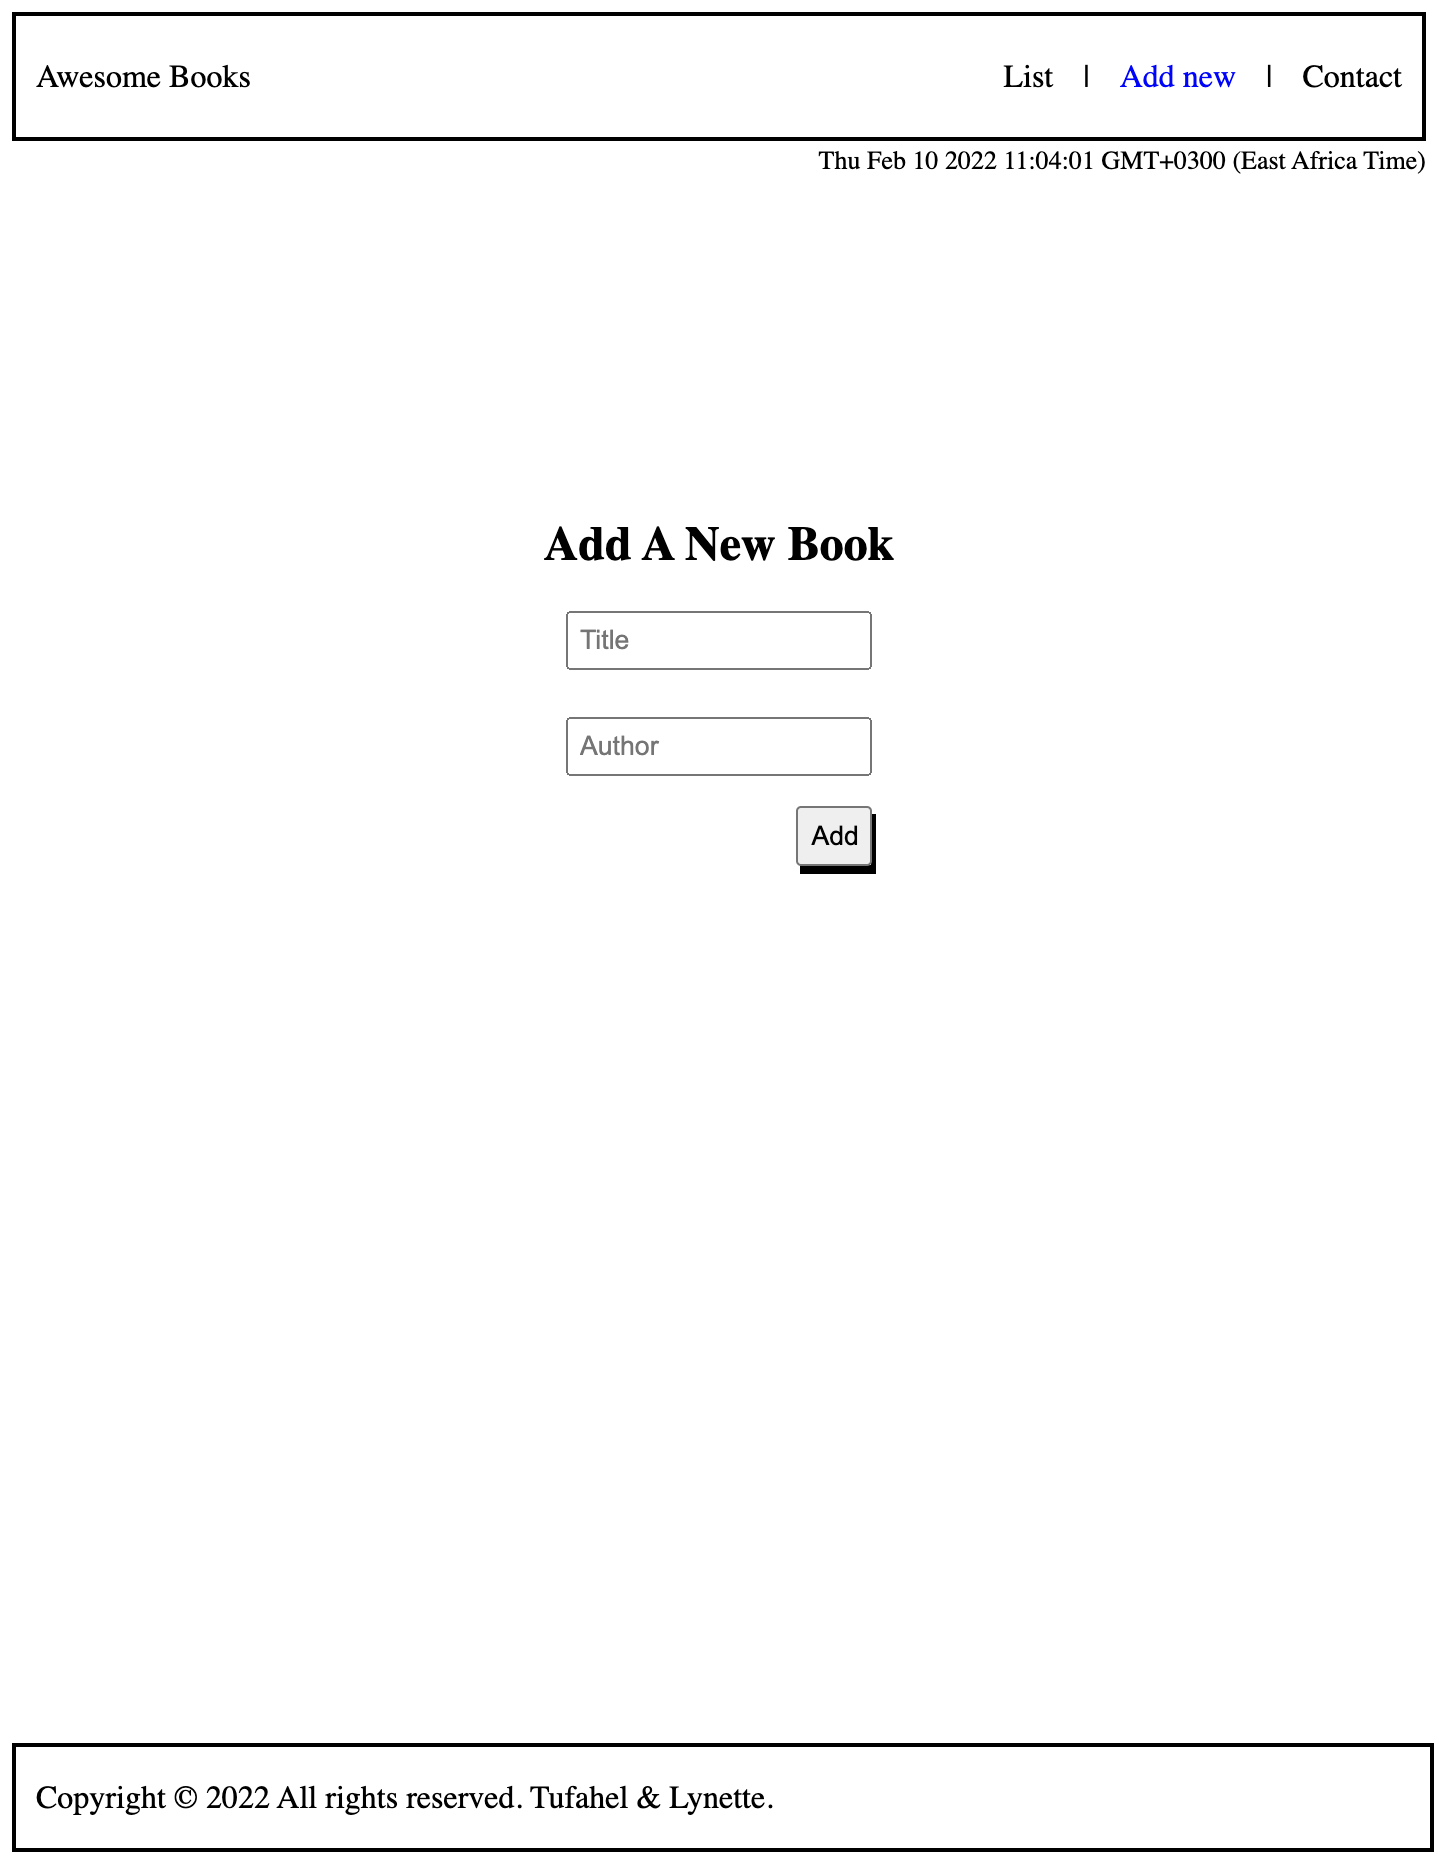 Awesome Books List | Add new | Contact
Thu Feb 10 2022 11:04:01 GMT+0300 (East Africa Time)
Add A New Book
Title
Author
Add
Copyright © 2022 All rights reserved. Tufahel & Lynette.